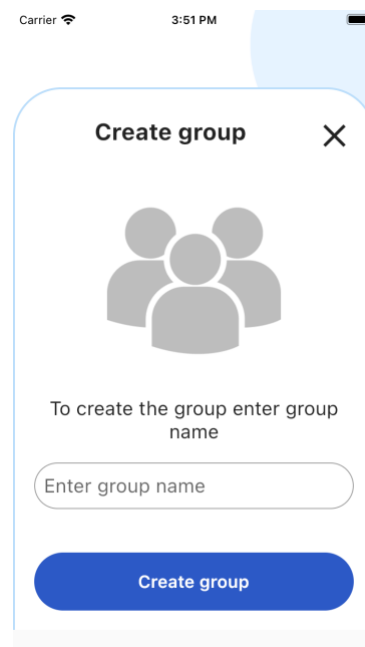 Carrier 3:51 PM
Create group
To create the group enter group
name
Enter group name
Create group